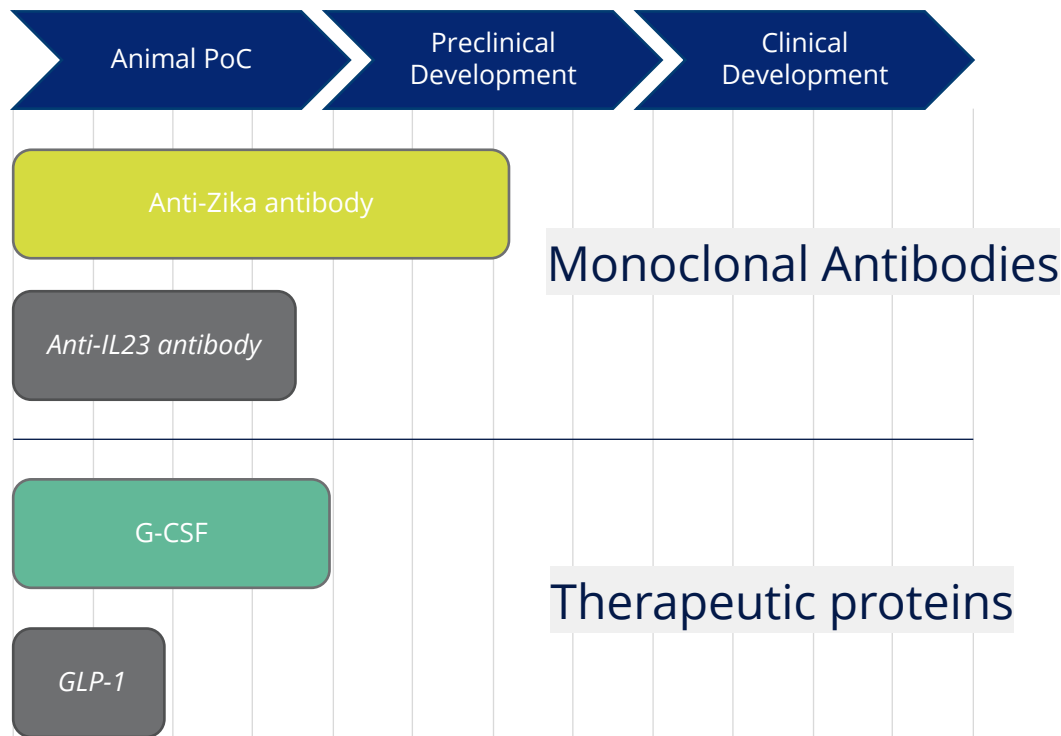 Animal PoC
Preclinical
Development
Clinical
Development
Anti-Zika antibody
Monoclonal Antibodies
Anti-IL23 antibody
G-CSF
Therapeutic proteins
GLP-1